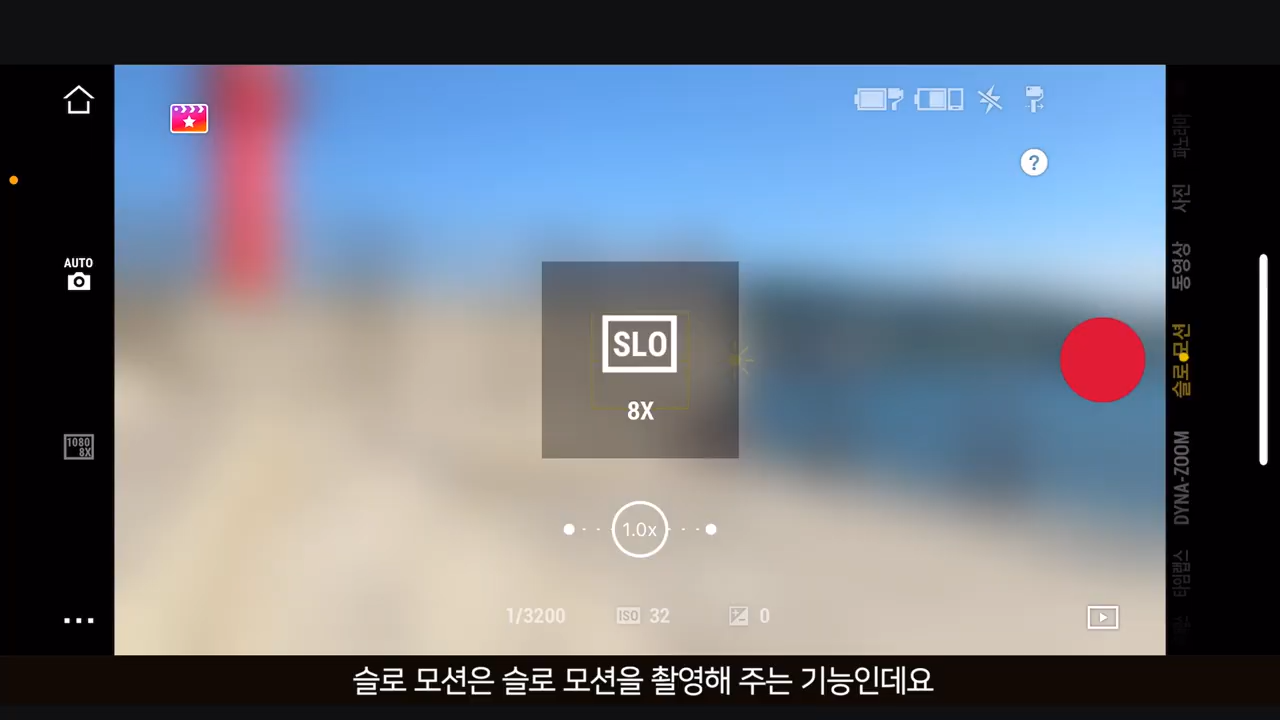 AUTO
1080
8X
SLO
8X
1.0x
1/3200
ISO 32
0
?
파노라마
사진
동영상
슬로 모션
DYNA-ZOOM
타임랩스
슬로 모션은 슬로 모션을 촬영해 주는 기능인데요